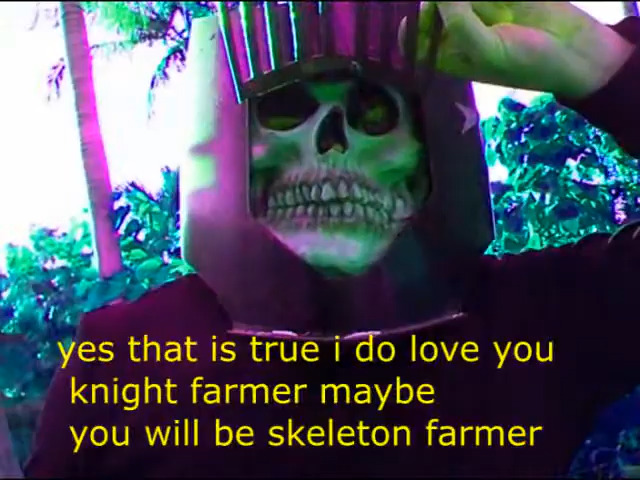 yes that is true i do love you
knight farmer maybe
you will be skeleton farmer